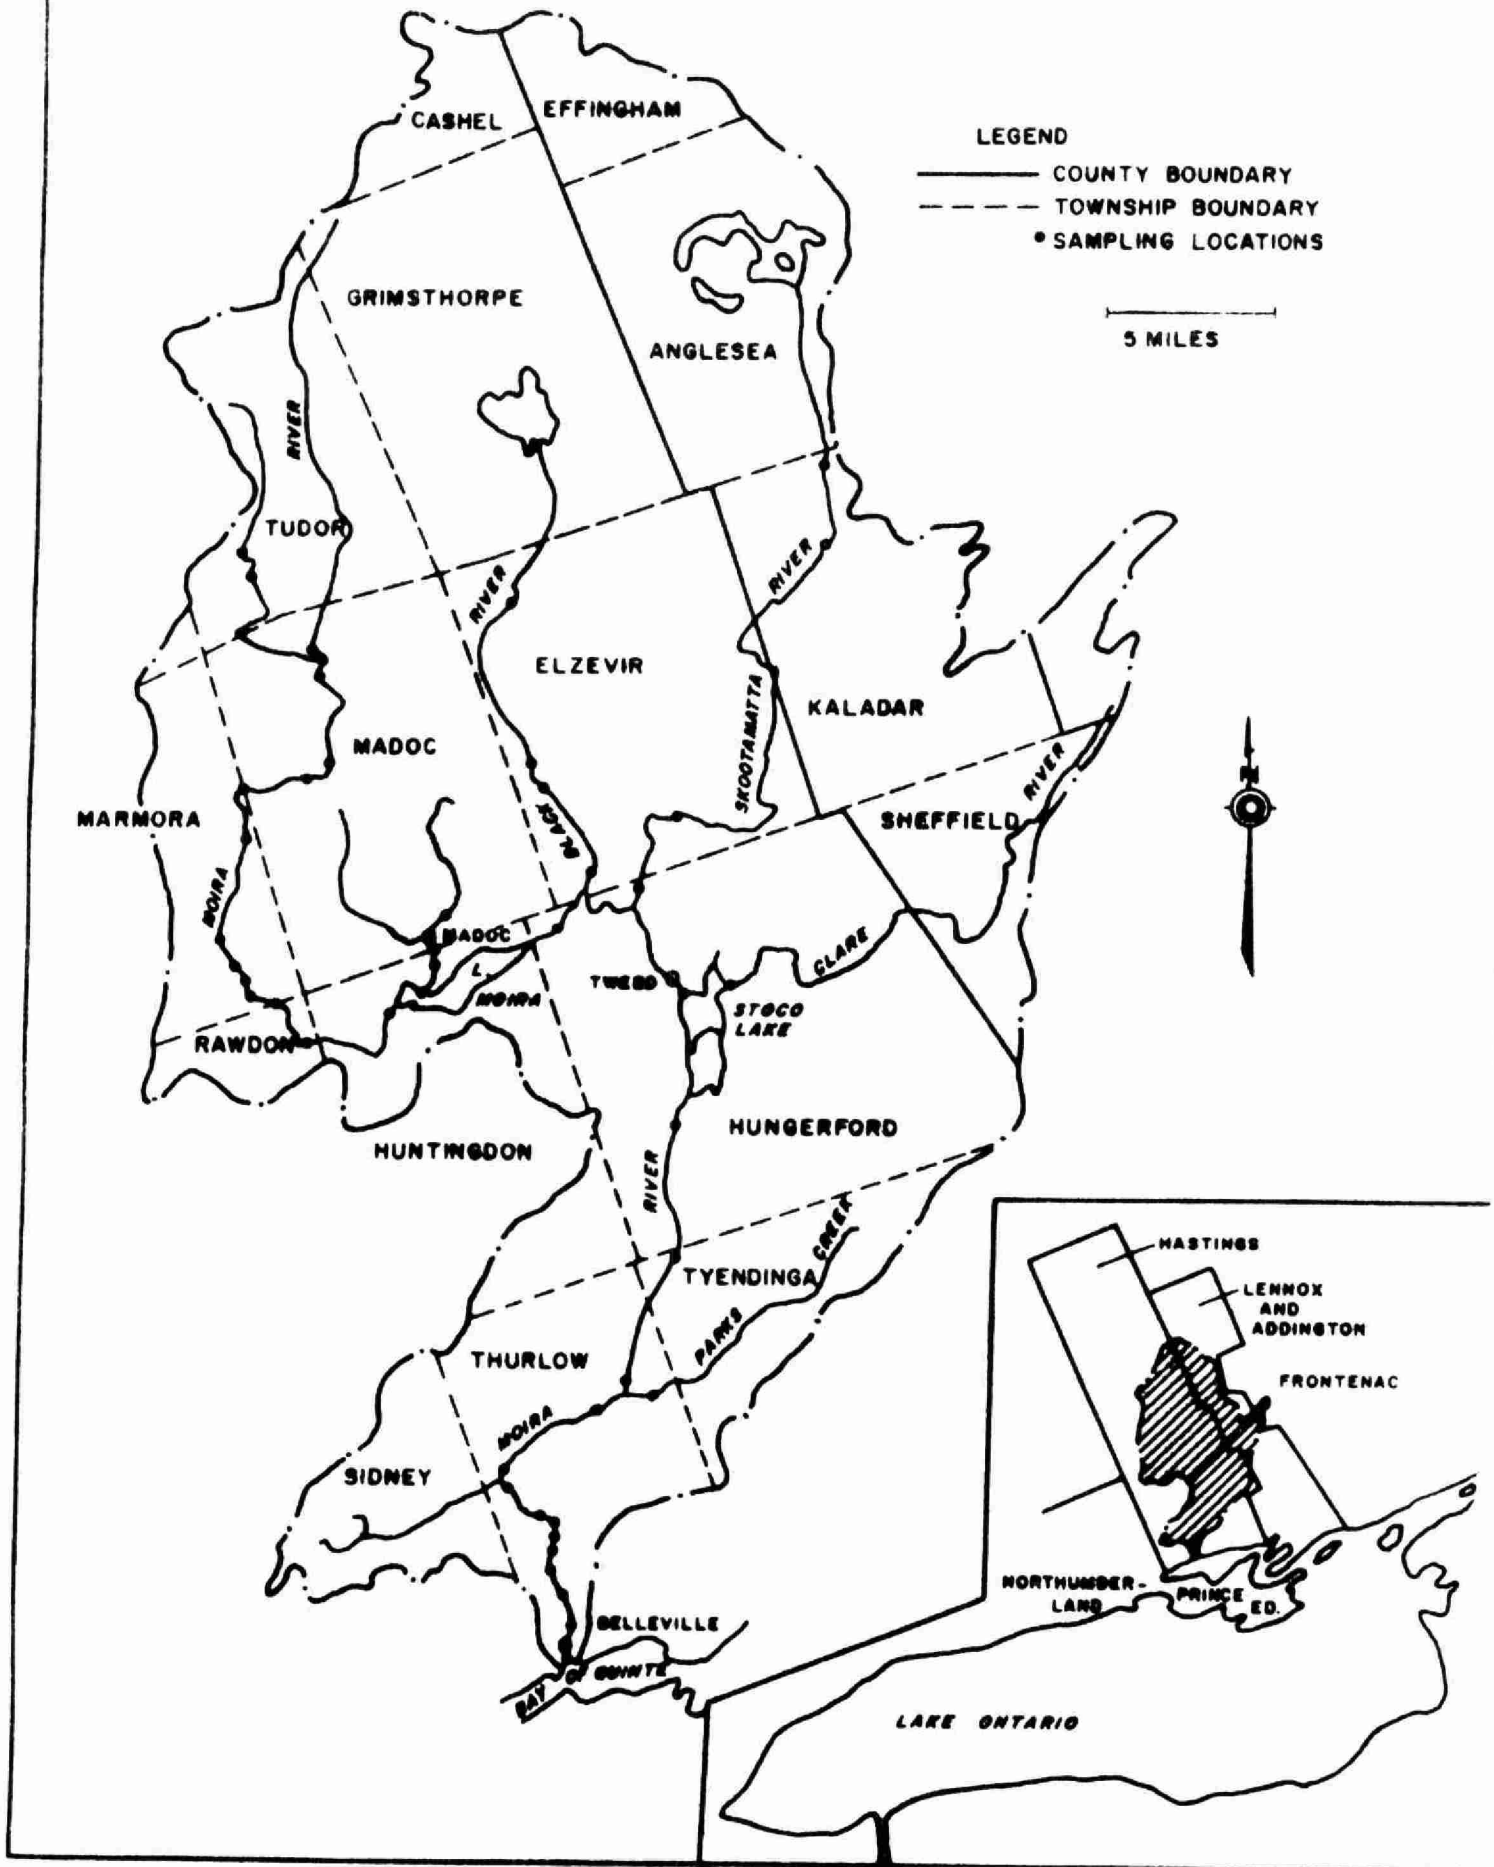 CASHEL
EFFINGHAM
LEGEND
COUNTY BOUNDARY
TOWNSHIP BOUNDARY
SAMPLING LOCATIONS
5 MILES
GRIMSTHORPE
ANGLESEA
RIVER
TUDOR
RIVER
RIVER
ELZEVIR
SKOOTAMATTA
KALADAR
MADOC
RIVER
N
MARMORA
BLACK
SHEFFIELD
MOIRA
MADOC
L.
MOIRA
CLARE
TWEED
STOCO
LAKE
RAWDON
HUNTINGDON
HUNGERFORD
RIVER
CREEK
TYENDINGA
PARKS
THURLOW
MOIRA
SIDNEY
BELLEVILLE
BAY OF QUINTE
HASTINGS
LENNOX
AND
ADDINGTON
FRONTENAC
NORTHUMBER-
LAND
PRINCE ED.
LAKE ONTARIO